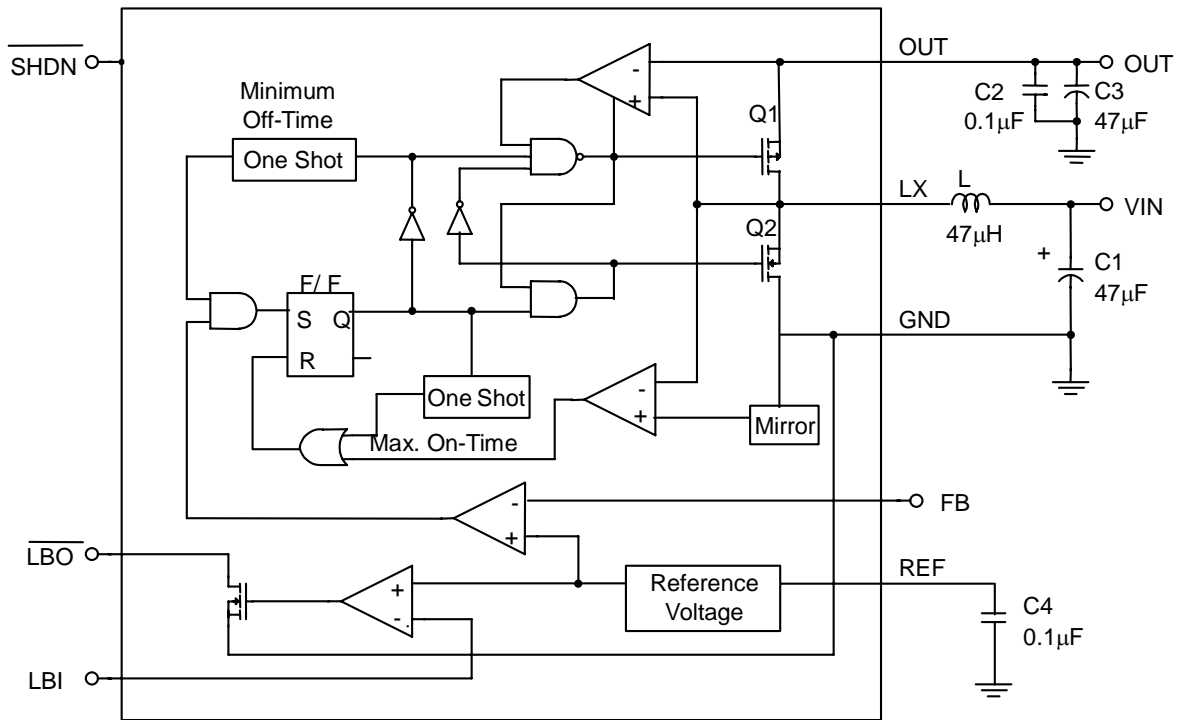 SHDN
OUT
OUT
Minimum
Off-Time
One Shot
-
+
Q1
C2
0.1μF
C3
47μF
LX
L
47μH
VIN
Q2
+
C1
47μF
F/ F
S Q
R
GND
One Shot
-
+
Mirror
Max. On-Time
-
+
FB
LBO
+
-
Reference
Voltage
REF
C4
0.1μF
LBI